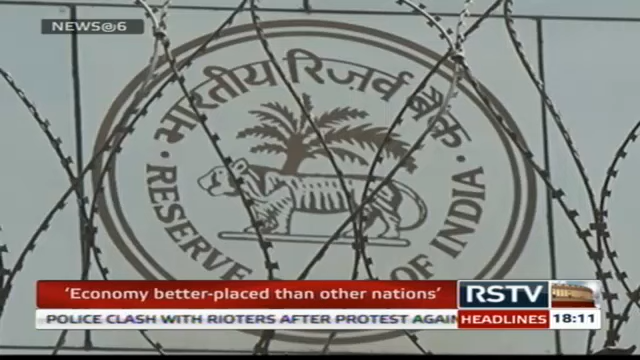 NEWS@6
भारतीय रिज़र्व बैंक
RESERVE OF INDIA
'Economy better-placed than other nations'
RSTV
HEADLINES
18:11
POLICE CLASH WITH RIOTERS AFTER PROTEST AGAIN